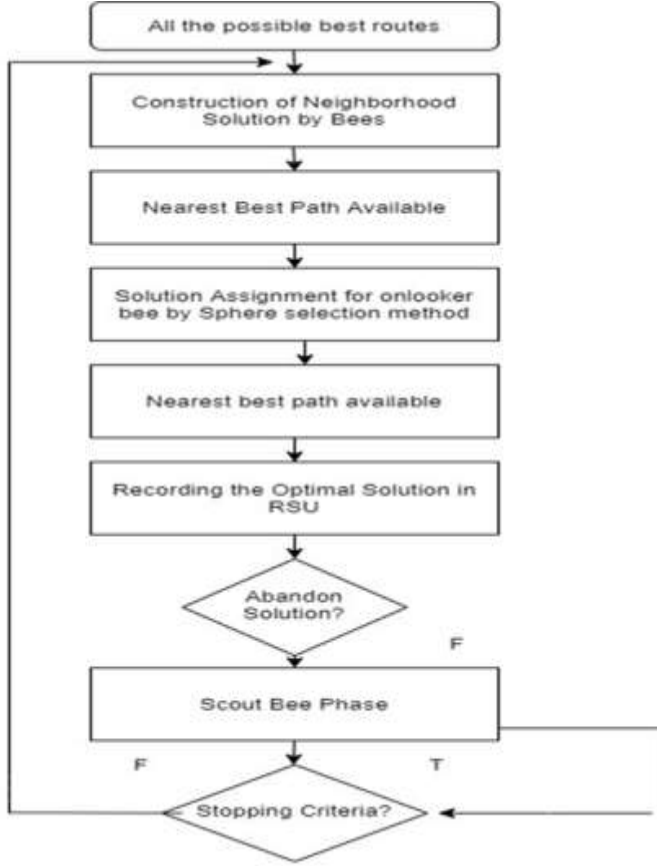 All the possible best routes
Construction of Neighborhood
Solution by Bees
Nearest Best Path Available
Solution Assignment for onlooker
bee by Sphere selection method
Nearest best path available
Recording the Optimal Solution in
RSU
Abandon
Solution?
F
Scout Bee Phase
F
T
Stopping Criteria?